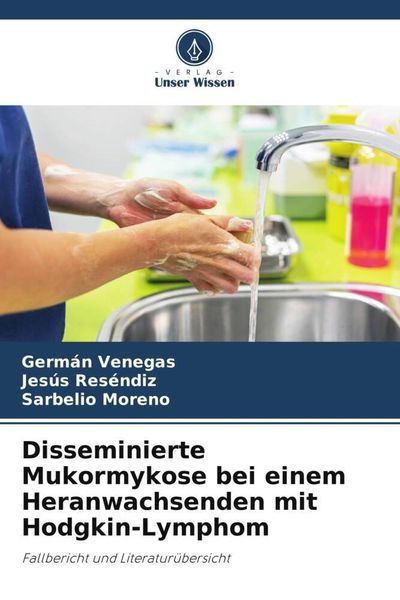 - VERLAG -
Unser Wissen
Germán Venegas
Jesús Reséndiz
Sarbelio Moreno
Disseminierte
Mukormykose bei einem
Heranwachsenden mit
Hodgkin-Lymphom
Fallbericht und Literaturübersicht